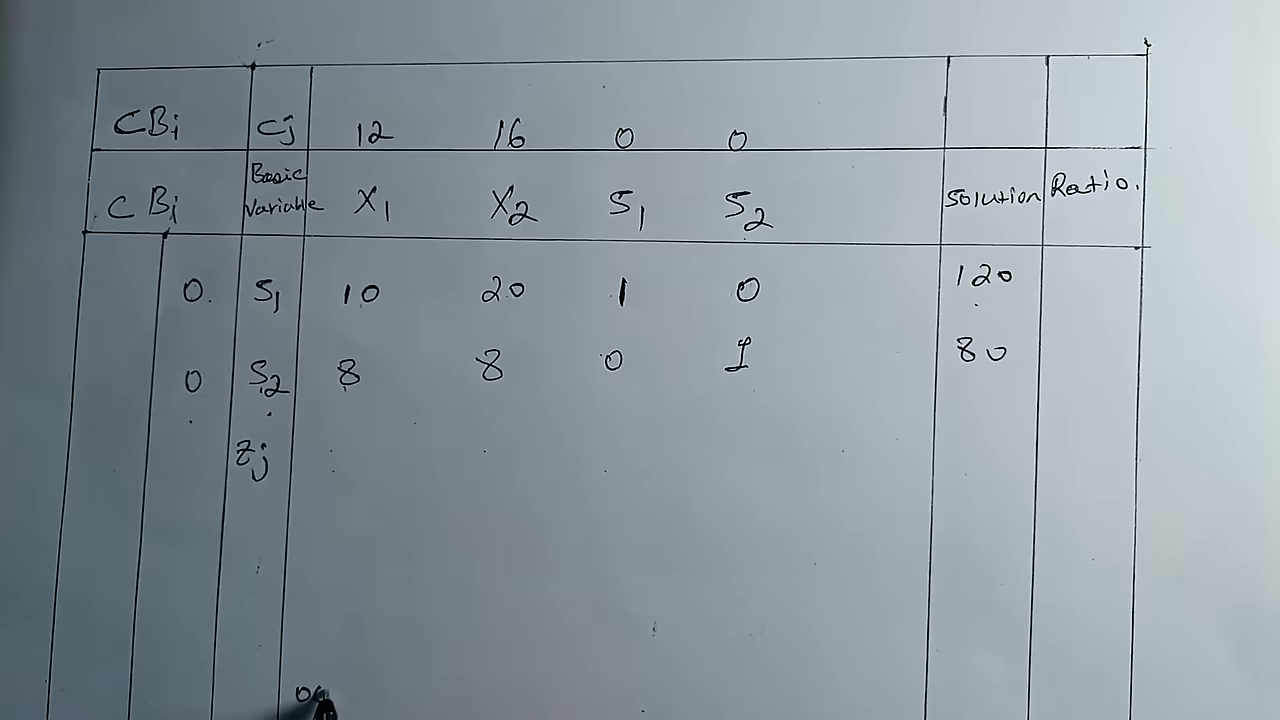 CBi Cj 12 16 0 0
CBi Basic Variable X1 X2 S1 S2 Solution Ratio.
0. S1 10 20 1 0 120
0 S2 8 8 0 1 80
Zj